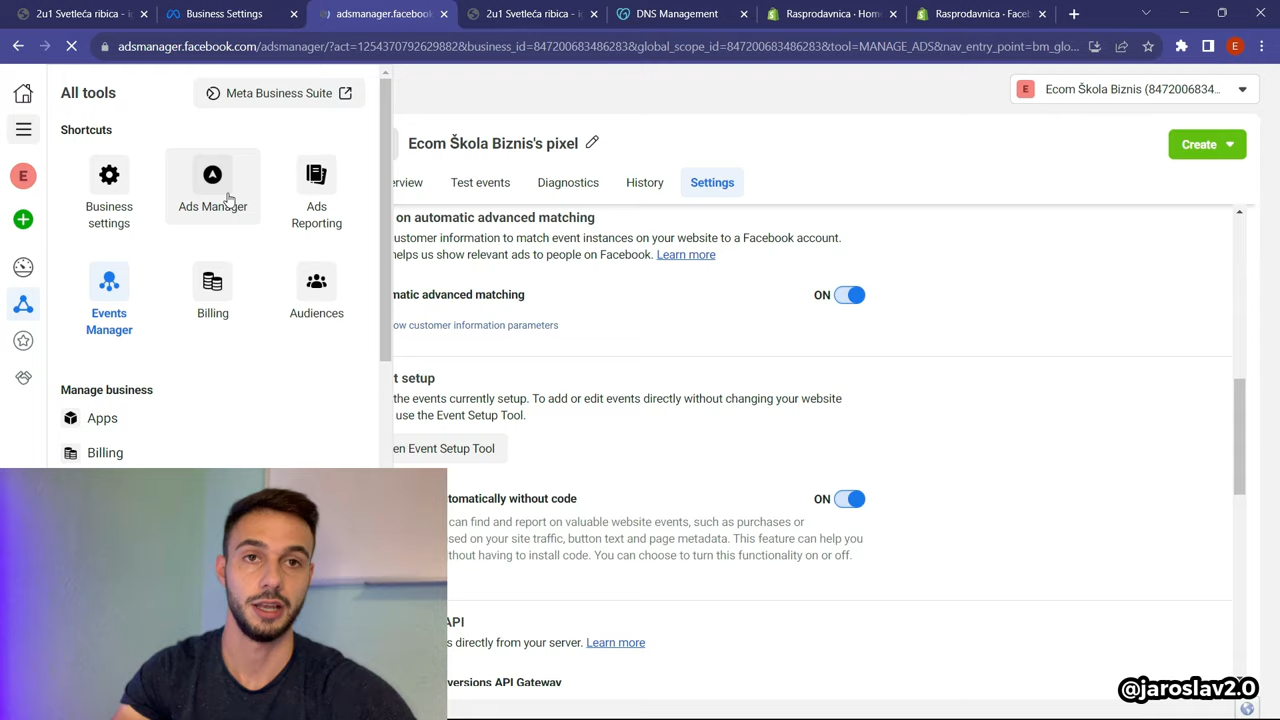 2u1 Svetleća ribica - i
Business Settings
adsmanager.facebook
2u1 Svetleća ribica - i
DNS Management
Rasprodavnica · Hom
Rasprodavnica · Faceb
adsmanager.facebook.com/adsmanager/?act=125437079262988​2&business_id=847200683486283&global_scope_id=847200683486283&tool=MANAGE_ADS&nav_entry_point=bm_glo...
E
All tools
Meta Business Suite
E
Ecom Škola Biznis (8472006834...
Shortcuts
Ecom Škola Biznis's pixel
Create
E
Business
settings
Ads Manager
Ads
Reporting
erview
Test events
Diagnostics
History
Settings
on automatic advanced matching
ustomer information to match event instances on your website to a Facebook account.
helps us show relevant ads to people on Facebook. Learn more
Events
Manager
Billing
Audiences
matic advanced matching
ON
ow customer information parameters
Manage business
Apps
Billing
t setup
the events currently setup. To add or edit events directly without changing your website
use the Event Setup Tool.
en Event Setup Tool
tomatically without code
ON
can find and report on valuable website events, such as purchases or
sed on your site traffic, button text and page metadata. This feature can help you
ithout having to install code. You can choose to turn this functionality on or off.
API
s directly from your server. Learn more
versions API Gateway
@jaroslav2.0